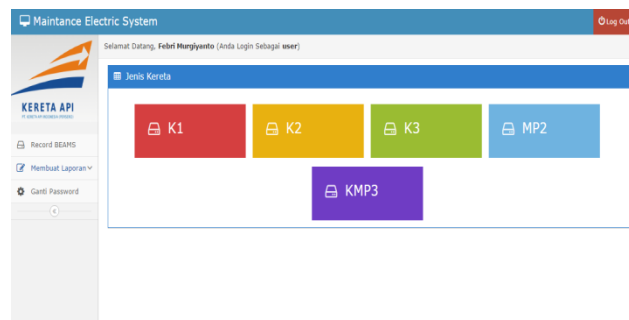 Maintance Electric System
Log Out
Selamat Datang, Febri Murgiyanto (Anda Login Sebagai user)
Jenis Kereta
KERETA API
K1
K2
K3
MP2
KMP3
Record BEAMS
Membuat Laporan
Ganti Password